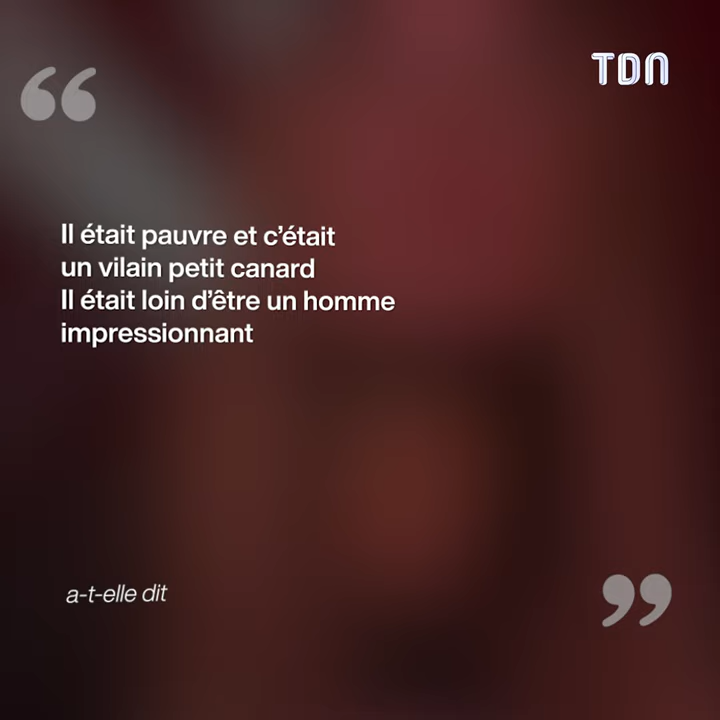 TDN
“
Il était pauvre et c’était
un vilain petit canard
Il était loin d’être un homme
impressionnant
a-t-elle dit
”